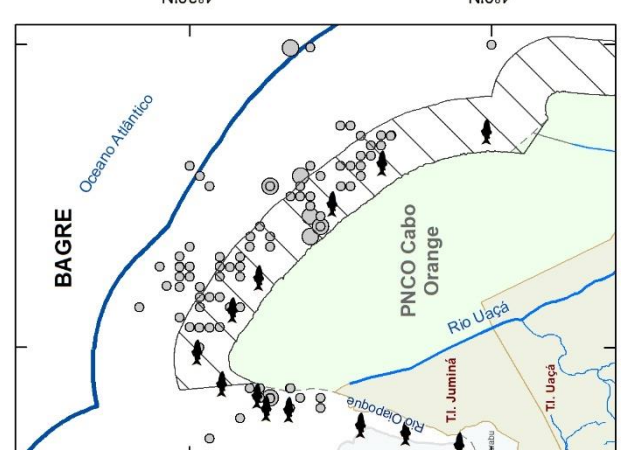 BAGRE
Oceano Atlântico
PNCO Cabo
Orange
Rio Uaçá
T.I. Juminá
T.I. Uaçá
Rio Oiapoque